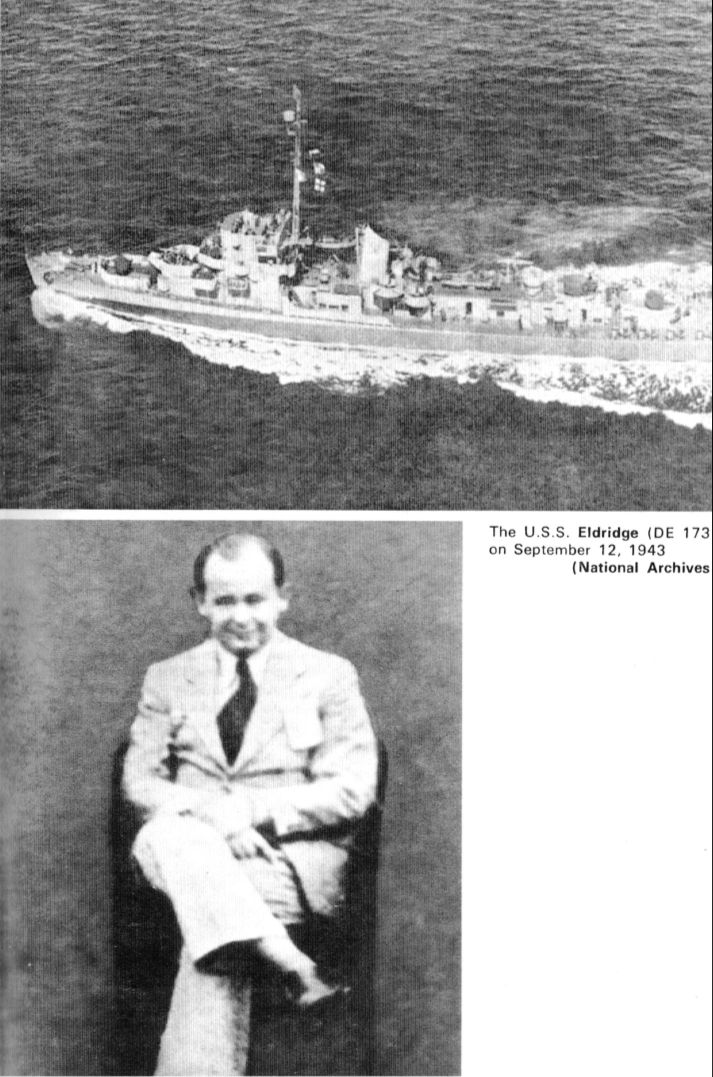 The U.S.S. Eldridge (DE 173
on September 12, 1943
(National Archives